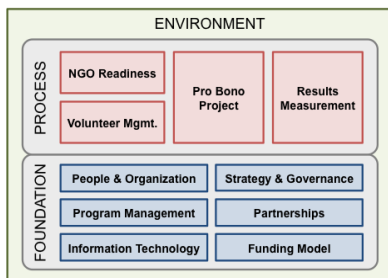 ENVIRONMENT
PROCESS
NGO Readiness
Volunteer Mgmt.
Pro Bono
Project
Results
Measurement
FOUNDATION
People & Organization
Strategy & Governance
Program Management
Partnerships
Information Technology
Funding Model